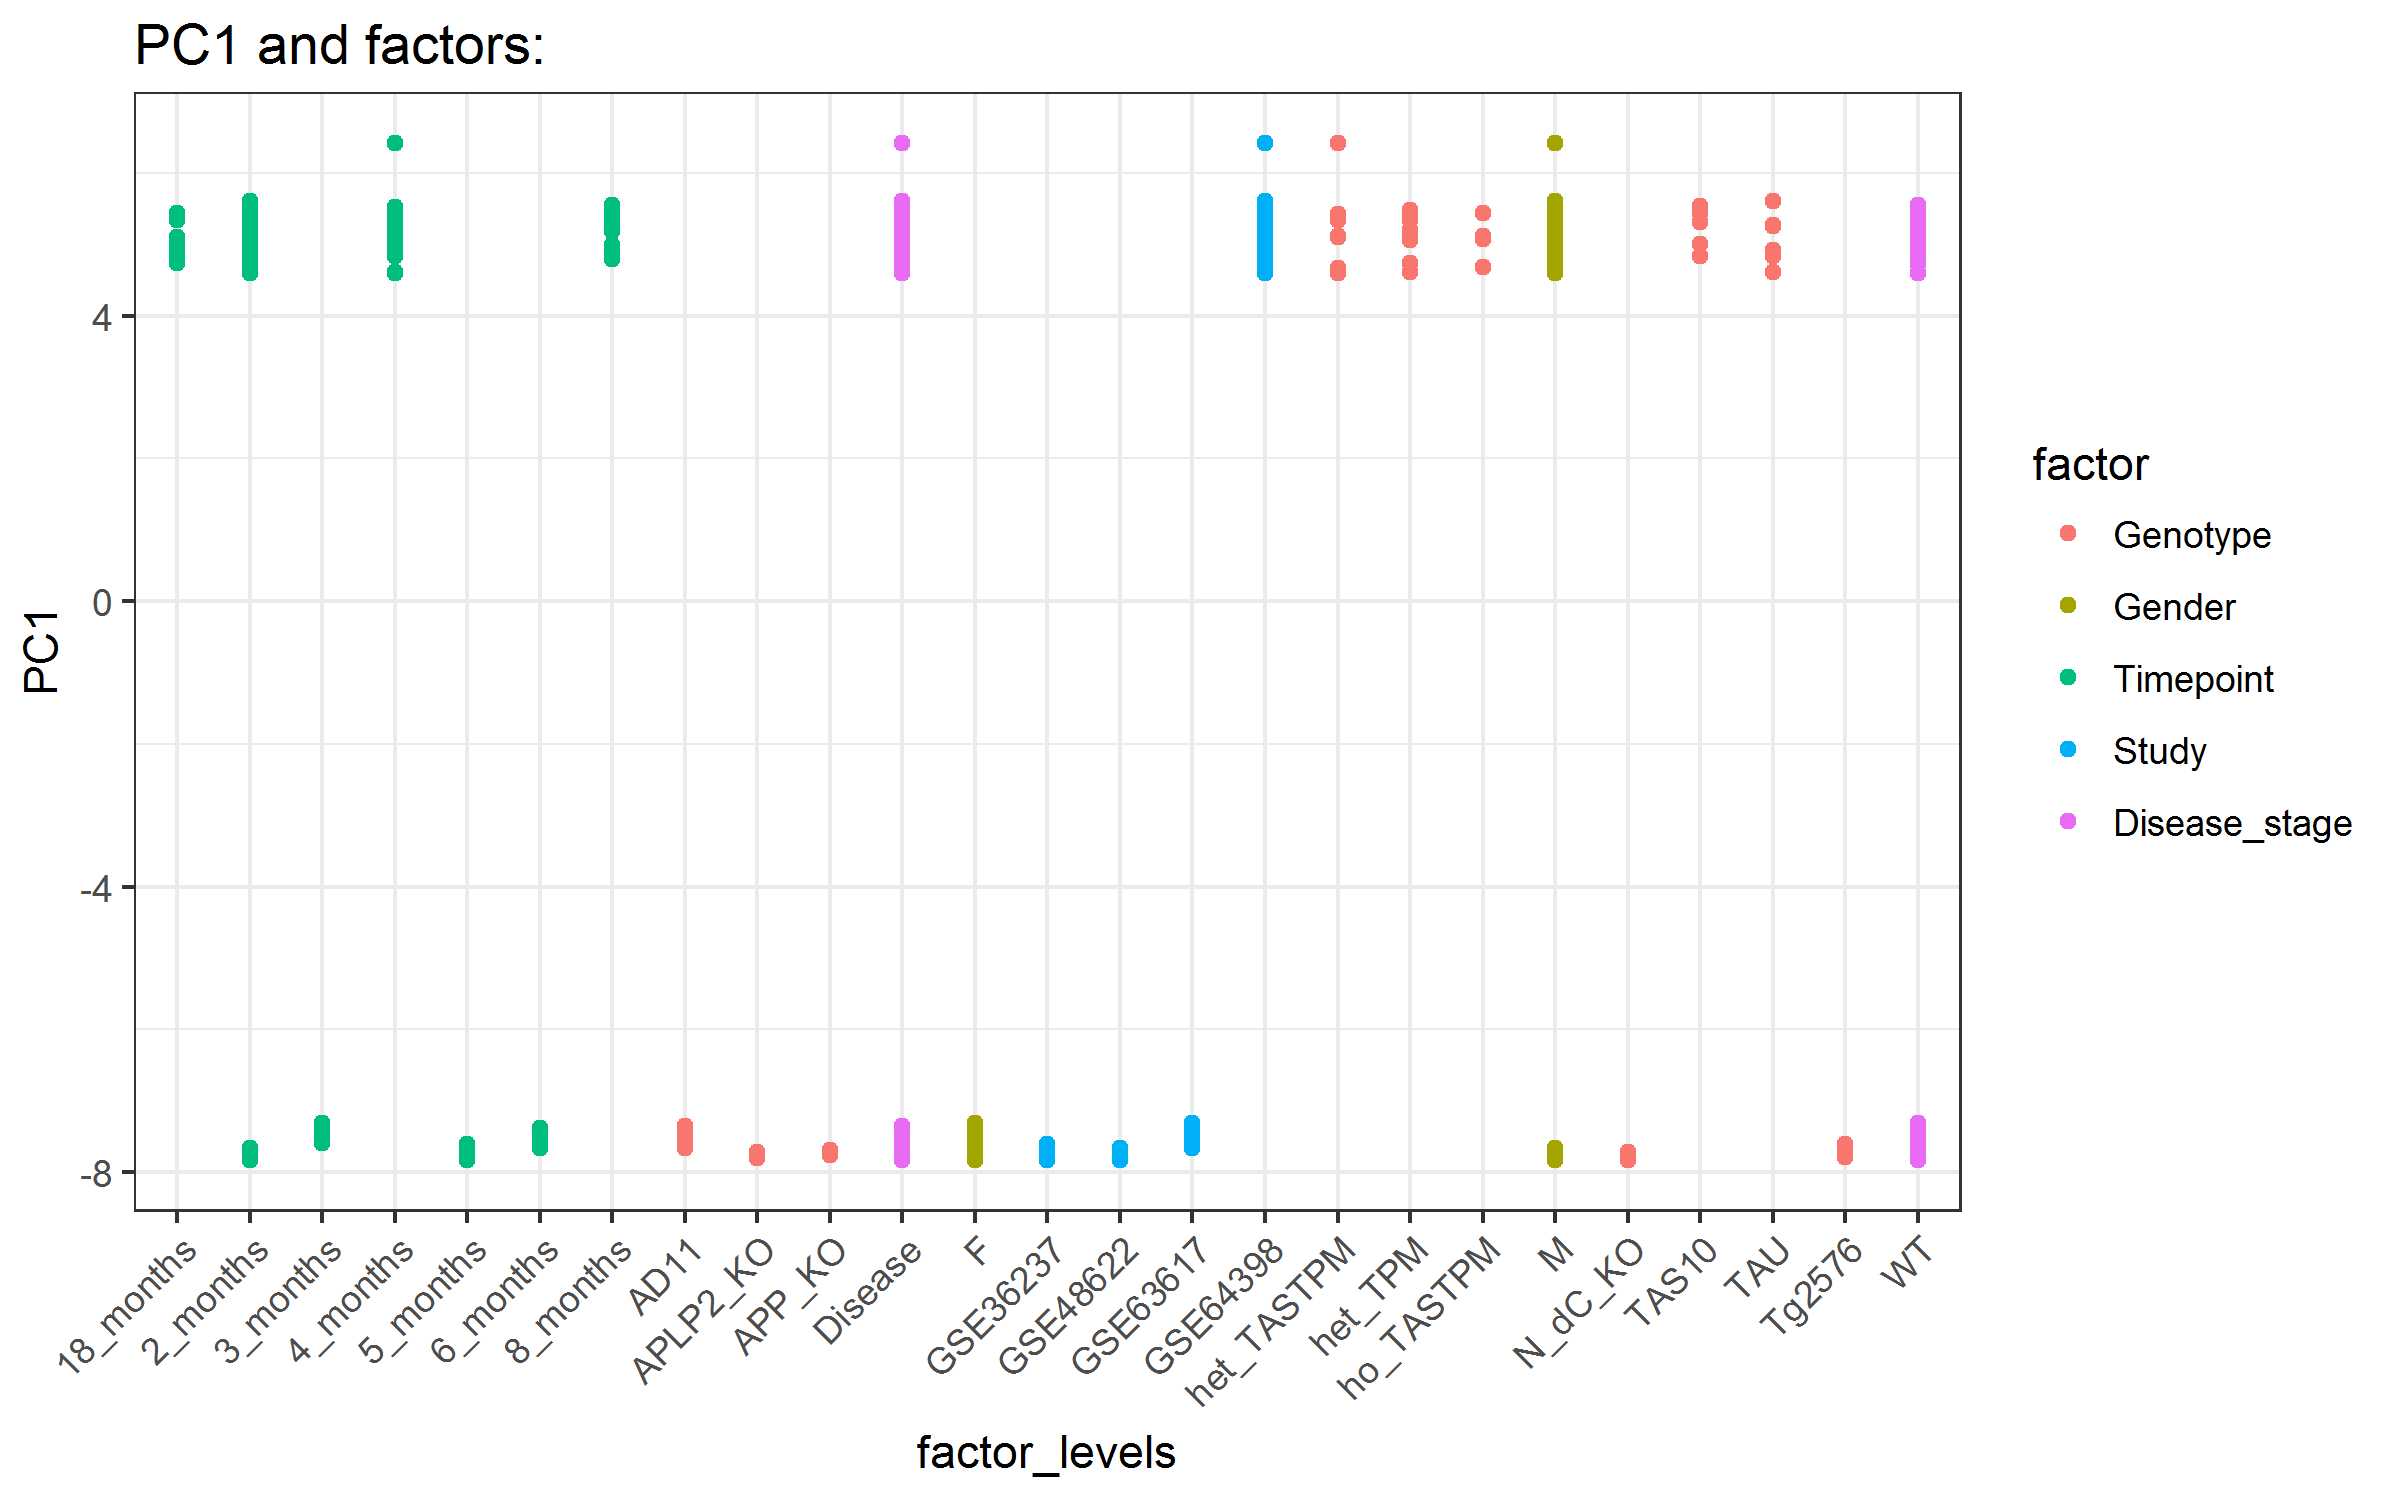 PC1 and factors:
4
0
-4
-8
PC1
18_months
2_months
3_months
4_months
5_months
6_months
8_months
AD11
APLP2_KO
APP_KO
Disease
F
GSE36237
GSE48622
GSE63617
GSE64398
het_TASTPM
het_TPM
ho_TASTPM
M
N_dC_KO
TAS10
TAU
Tg2576
WT
factor_levels
factor
Genotype
Gender
Timepoint
Study
Disease_stage